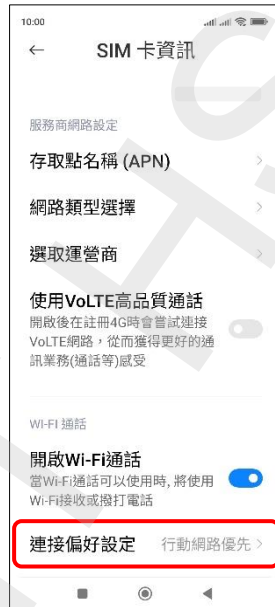 10:00
SIM 卡資訊
服務商網路設定
存取點名稱 (APN)
網路類型選擇
選取運營商
使用VoLTE高品質通話
開啟後在註冊4G時會嘗試連接
VoLTE網路，從而獲得更好的通
訊業務(通話等)感受
WI-FI 通話
開啟Wi-Fi通話
當Wi-Fi通話可以使用時, 將使用
Wi-Fi接收或撥打電話
連接偏好設定 行動網路優先